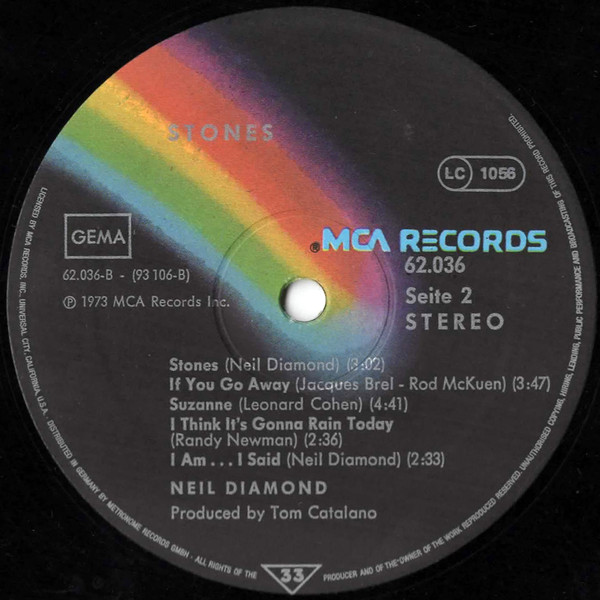 STONES
LC 1056
GEMA
® MCA RECORDS
62.036-B - (93 106-B)
62.036
℗ 1973 MCA Records Inc.
Seite 2
STEREO
Stones (Neil Diamond) (3:02)
If You Go Away (Jacques Brel - Rod McKuen) (3:47)
Suzanne (Leonard Cohen) (4:41)
I Think It's Gonna Rain Today
(Randy Newman) (2:36)
I Am . . . I Said (Neil Diamond) (2:33)
NEIL DIAMOND
Produced by Tom Catalano
LICENSED BY MCA RECORDS INC. UNIVERSAL CITY, CALIFORNIA, U.S.A. DISTRIBUTED IN GERMANY BY METRONOME RECORDS GMBH - ALL RIGHTS OF THE
33
PRODUCER AND OF THE OWNER OF THE WORK REPRODUCED RESERVED. UNAUTHORISED COPYING, HIRING, LENDING, PUBLIC PERFORMANCE AND BROADCASTING OF THIS RECORD PROHIBITED.